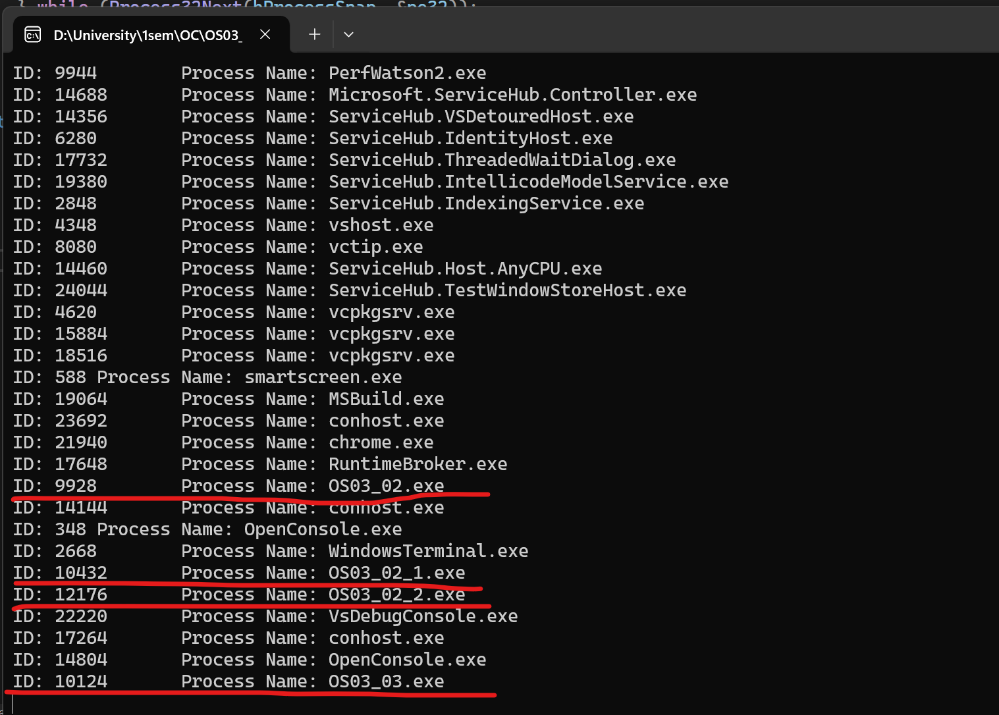 } while (Process32Next(hProcessSnap, &pe32));
D:\University\1sem\OC\OS03_
ID: 9944 Process Name: PerfWatson2.exe
ID: 14688 Process Name: Microsoft.ServiceHub.Controller.exe
ID: 14356 Process Name: ServiceHub.VSDetouredHost.exe
ID: 6280 Process Name: ServiceHub.IdentityHost.exe
ID: 17732 Process Name: ServiceHub.ThreadedWaitDialog.exe
ID: 19380 Process Name: ServiceHub.IntellicodeModelService.exe
ID: 2848 Process Name: ServiceHub.IndexingService.exe
ID: 4348 Process Name: vshost.exe
ID: 8080 Process Name: vctip.exe
ID: 14460 Process Name: ServiceHub.Host.AnyCPU.exe
ID: 24044 Process Name: ServiceHub.TestWindowStoreHost.exe
ID: 4620 Process Name: vcpkgsrv.exe
ID: 15884 Process Name: vcpkgsrv.exe
ID: 18516 Process Name: vcpkgsrv.exe
ID: 588 Process Name: smartscreen.exe
ID: 19064 Process Name: MSBuild.exe
ID: 23692 Process Name: conhost.exe
ID: 21940 Process Name: chrome.exe
ID: 17648 Process Name: RuntimeBroker.exe
ID: 9928 Process Name: OS03_02.exe
ID: 14144 Process Name: conhost.exe
ID: 348 Process Name: OpenConsole.exe
ID: 2668 Process Name: WindowsTerminal.exe
ID: 10432 Process Name: OS03_02_1.exe
ID: 12176 Process Name: OS03_02_2.exe
ID: 22220 Process Name: VsDebugConsole.exe
ID: 17264 Process Name: conhost.exe
ID: 14804 Process Name: OpenConsole.exe
ID: 10124 Process Name: OS03_03.exe